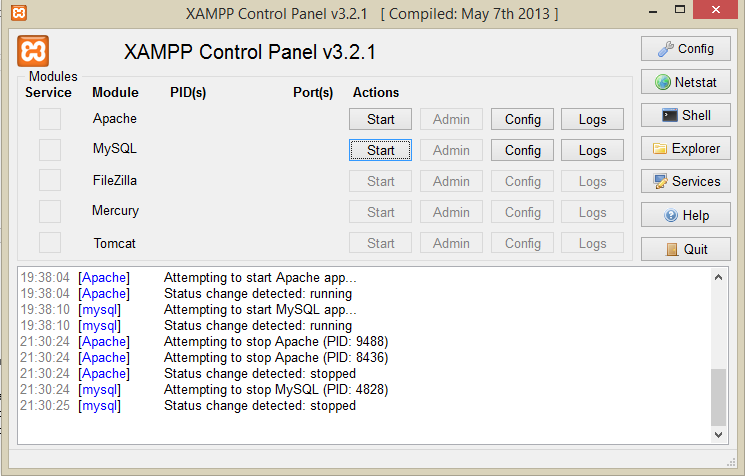 XAMPP Control Panel v3.2.1 [ Compiled: May 7th 2013 ]
XAMPP Control Panel v3.2.1
Config
Modules
Service Module PID(s) Port(s) Actions
Netstat
Apache Start Admin Config Logs
Shell
MySQL Start Admin Config Logs
Explorer
FileZilla Start Admin Config Logs
Services
Mercury Start Admin Config Logs
Help
Tomcat Start Admin Config Logs
Quit
19:38:04 [Apache] Attempting to start Apache app...
19:38:04 [Apache] Status change detected: running
19:38:10 [mysql] Attempting to start MySQL app...
19:38:10 [mysql] Status change detected: running
21:30:24 [Apache] Attempting to stop Apache (PID: 9488)
21:30:24 [Apache] Attempting to stop Apache (PID: 8436)
21:30:24 [Apache] Status change detected: stopped
21:30:24 [mysql] Attempting to stop MySQL (PID: 4828)
21:30:25 [mysql] Status change detected: stopped